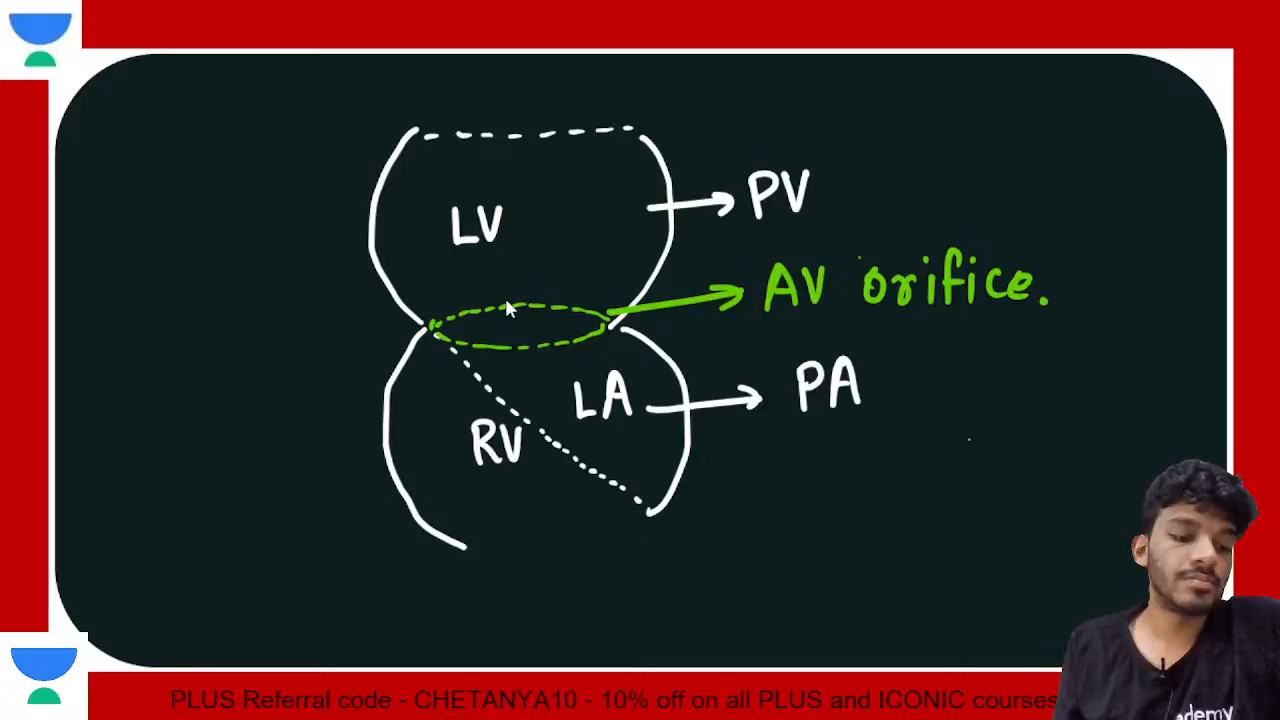 LV
PV
AV orifice.
LA
PA
RV
PLUS Referral code - CHETANYA10 - 10% off on all PLUS and ICONIC courses
ademy